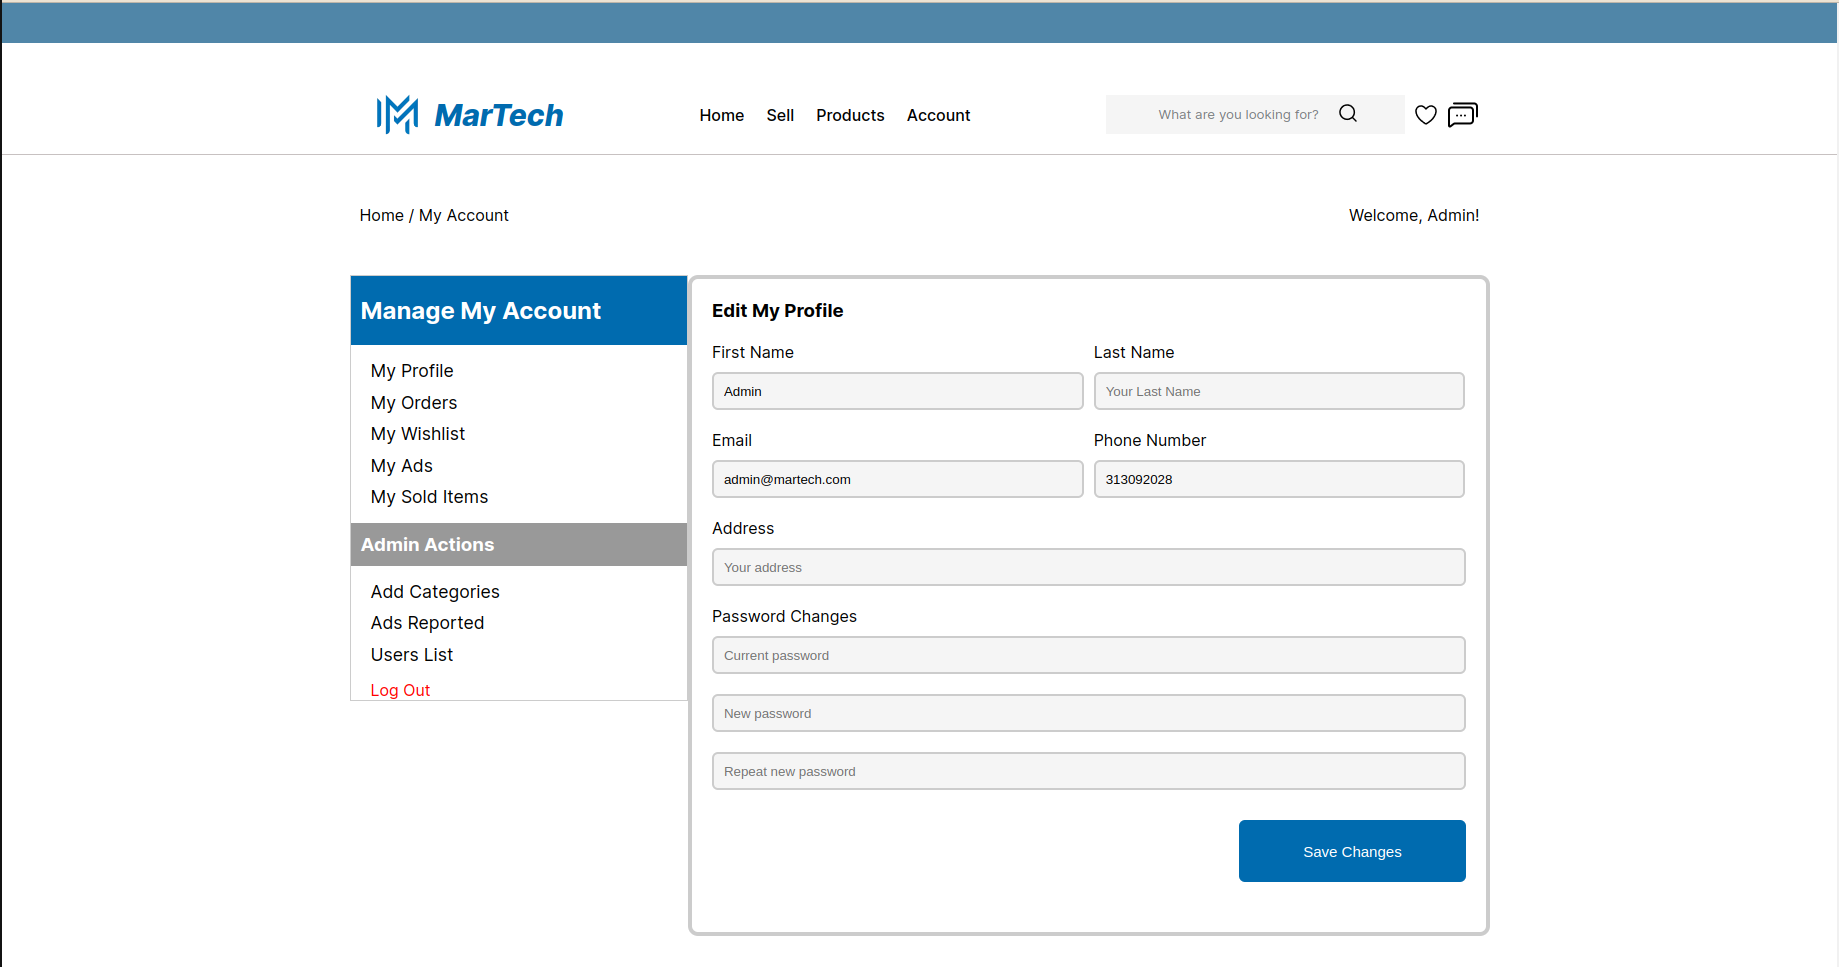 MarTech
Home Sell Products Account
What are you looking for?
Home / My Account
Welcome, Admin!
Manage My Account
My Profile
My Orders
My Wishlist
My Ads
My Sold Items
Admin Actions
Add Categories
Ads Reported
Users List
Log Out
Edit My Profile
First Name Last Name
Admin Your Last Name
Email Phone Number
admin@martech.com 313092028
Address
Your address
Password Changes
Current password
New password
Repeat new password
Save Changes